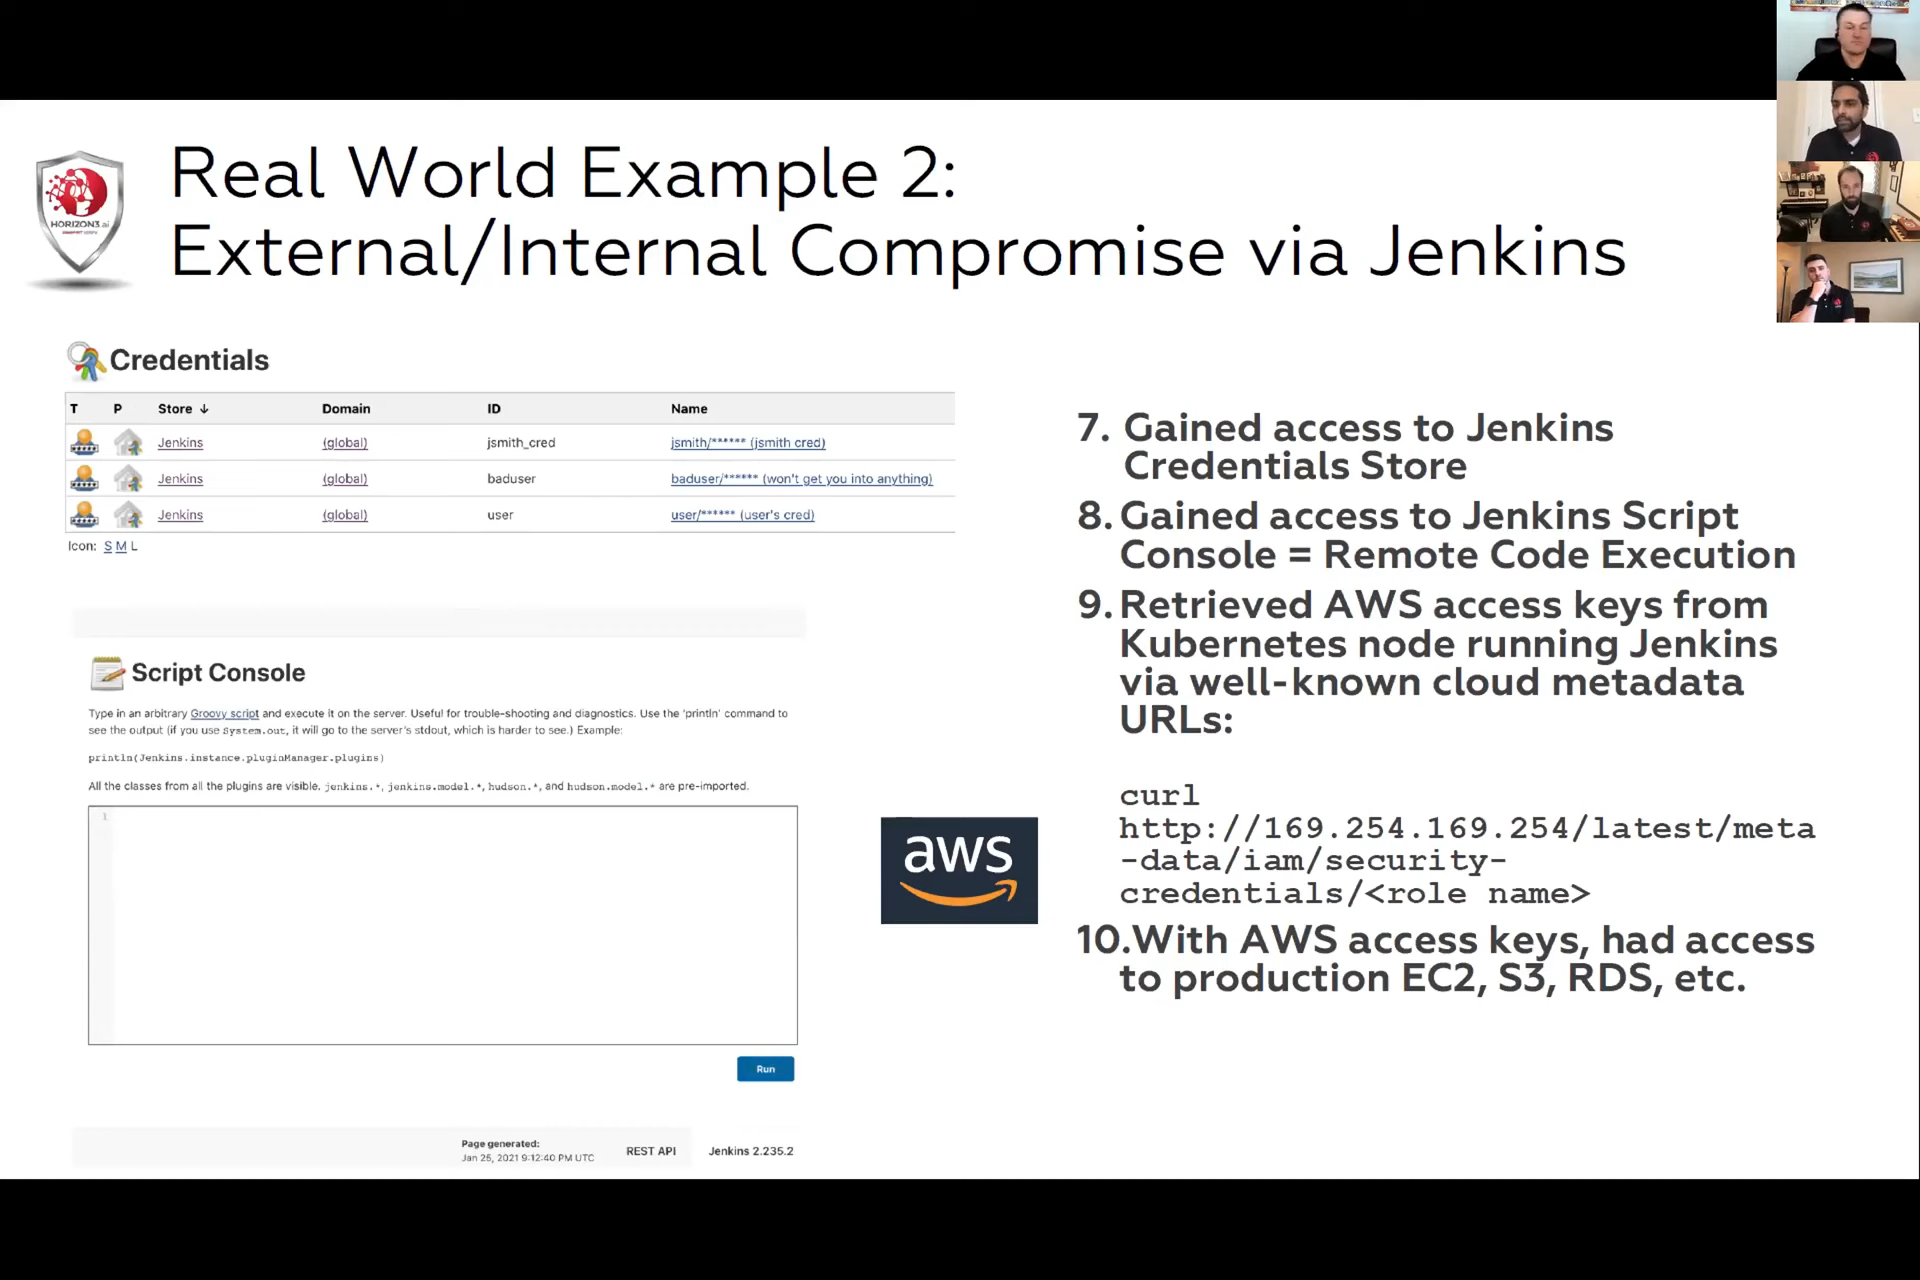 Real World Example 2:
External/Internal Compromise via Jenkins
HORIZON3.ai
Credentials
T P Store ↓ Domain ID Name
Jenkins (global) jsmith_cred jsmith/****** (jsmith cred)
Jenkins (global) baduser baduser/****** (won't get you into anything)
Jenkins (global) user user/****** (user's cred)
Icon: S M L
Script Console
Type in an arbitrary Groovy script and execute it on the server. Useful for trouble-shooting and diagnostics. Use the 'println' command to
see the output (if you use System.out, it will go to the server's stdout, which is harder to see.) Example:
println(Jenkins.instance.pluginManager.plugins)
All the classes from all the plugins are visible. jenkins.*, jenkins.model.*, hudson.*, and hudson.model.* are pre-imported.
1
Run
Page generated:
Jan 26, 2021 9:12:40 PM UTC
REST API
Jenkins 2.235.2
aws
7. Gained access to Jenkins
Credentials Store
8. Gained access to Jenkins Script
Console = Remote Code Execution
9. Retrieved AWS access keys from
Kubernetes node running Jenkins
via well-known cloud metadata
URLs:
curl
http://169.254.169.254/latest/meta
-data/iam/security-
credentials/<role name>
10.With AWS access keys, had access
to production EC2, S3, RDS, etc.